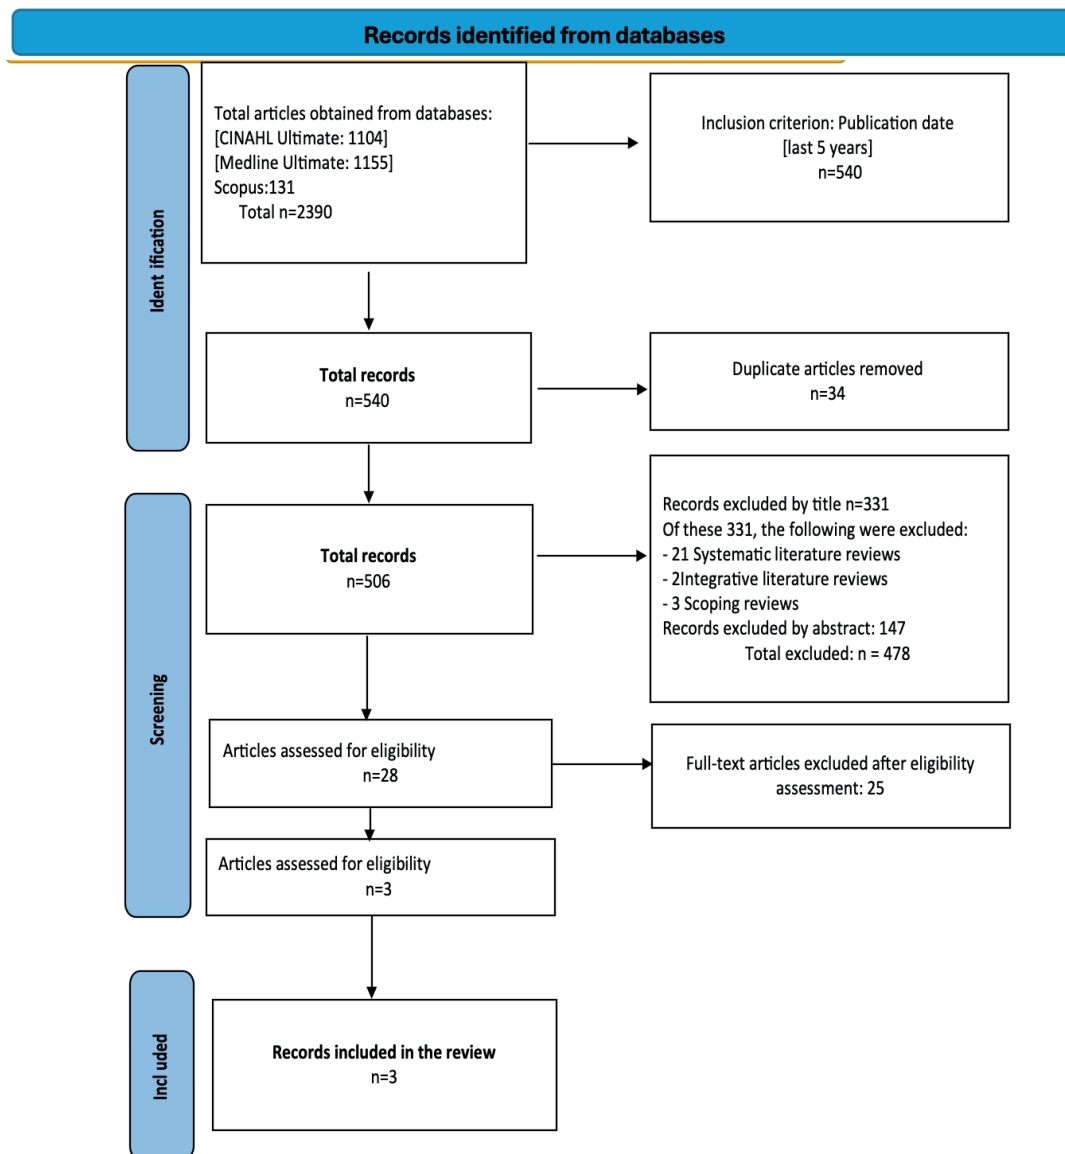 Records identified from databases
Identification
Total articles obtained from databases:
[CINAHL Ultimate: 1104]
[Medline Ultimate: 1155]
Scopus:131
Total n=2390
Inclusion criterion: Publication date
[last 5 years]
n=540
Total records
n=540
Duplicate articles removed
n=34
Screening
Total records
n=506
Records excluded by title n=331
Of these 331, the following were excluded:
- 21 Systematic literature reviews
- 2Integrative literature reviews
- 3 Scoping reviews
Records excluded by abstract: 147
Total excluded: n = 478
Articles assessed for eligibility
n=28
Full-text articles excluded after eligibility
assessment: 25
Articles assessed for eligibility
n=3
Incl uded
Records included in the review
n=3